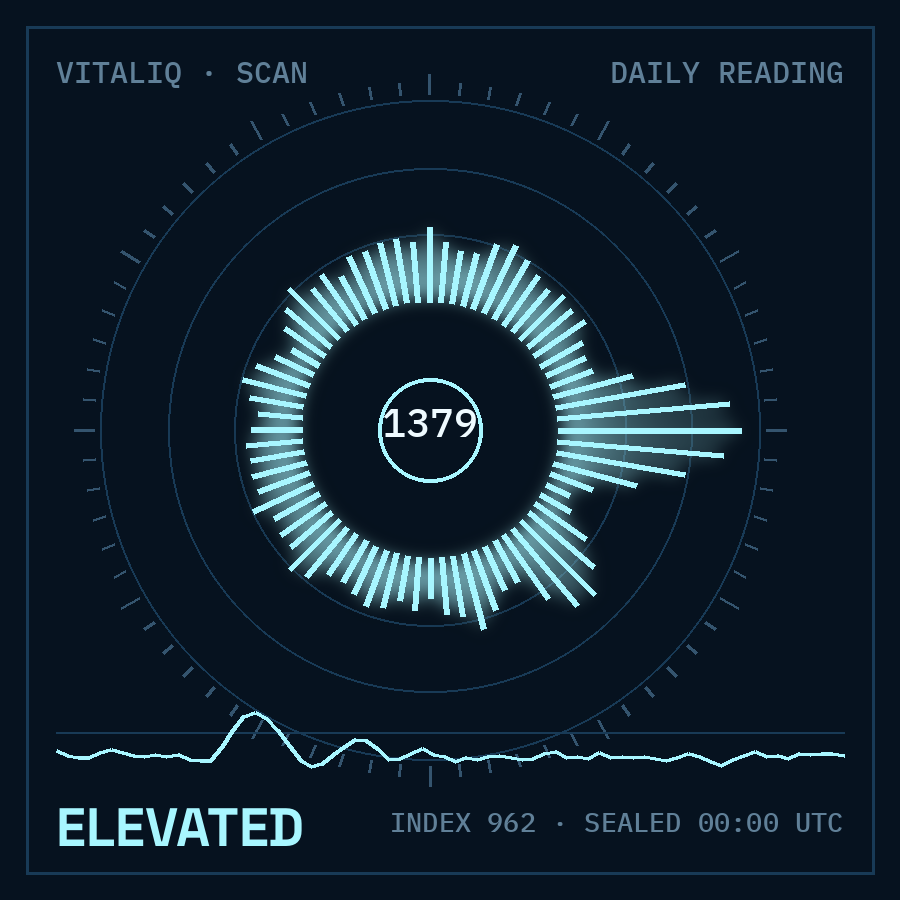 VITALIQ · SCAN
DAILY READING
1379
ELEVATED
INDEX 962 · SEALED 00:00 UTC